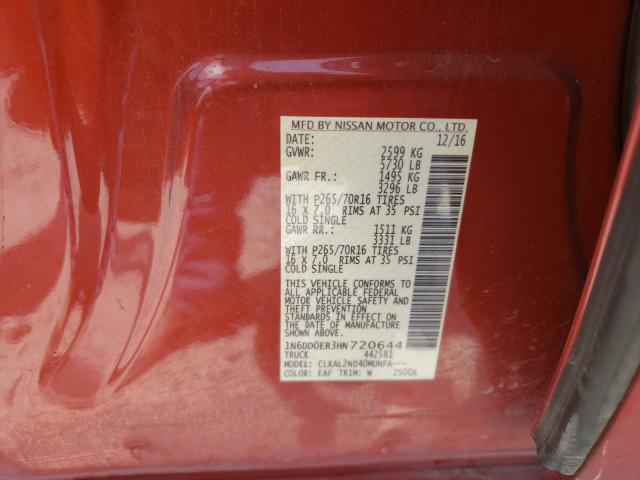 MFD BY NISSAN MOTOR CO., LTD.
DATE: 12/16
GVWR: 2599 KG
5730 LB
GAWR FR.: 1495 KG
3296 LB
WITH P265/70R16 TIRES
16 X 7.0 RIMS AT 35 PSI
COLD SINGLE
GAWR RR.: 1511 KG
3331 LB
WITH P265/70R16 TIRES
16 X 7.0 RIMS AT 35 PSI
COLD SINGLE
THIS VEHICLE CONFORMS TO
ALL APPLICABLE FEDERAL
MOTOR VEHICLE SAFETY AND
THEFT PREVENTION
STANDARDS IN EFFECT ON
THE DATE OF MANUFACTURE
SHOWN ABOVE.
1N6DD0ER3HN720644
TRUCK 442581
MODEL: CLKAL2ND40MUNFA---
COLOR: EAF TRIM: W 2500A